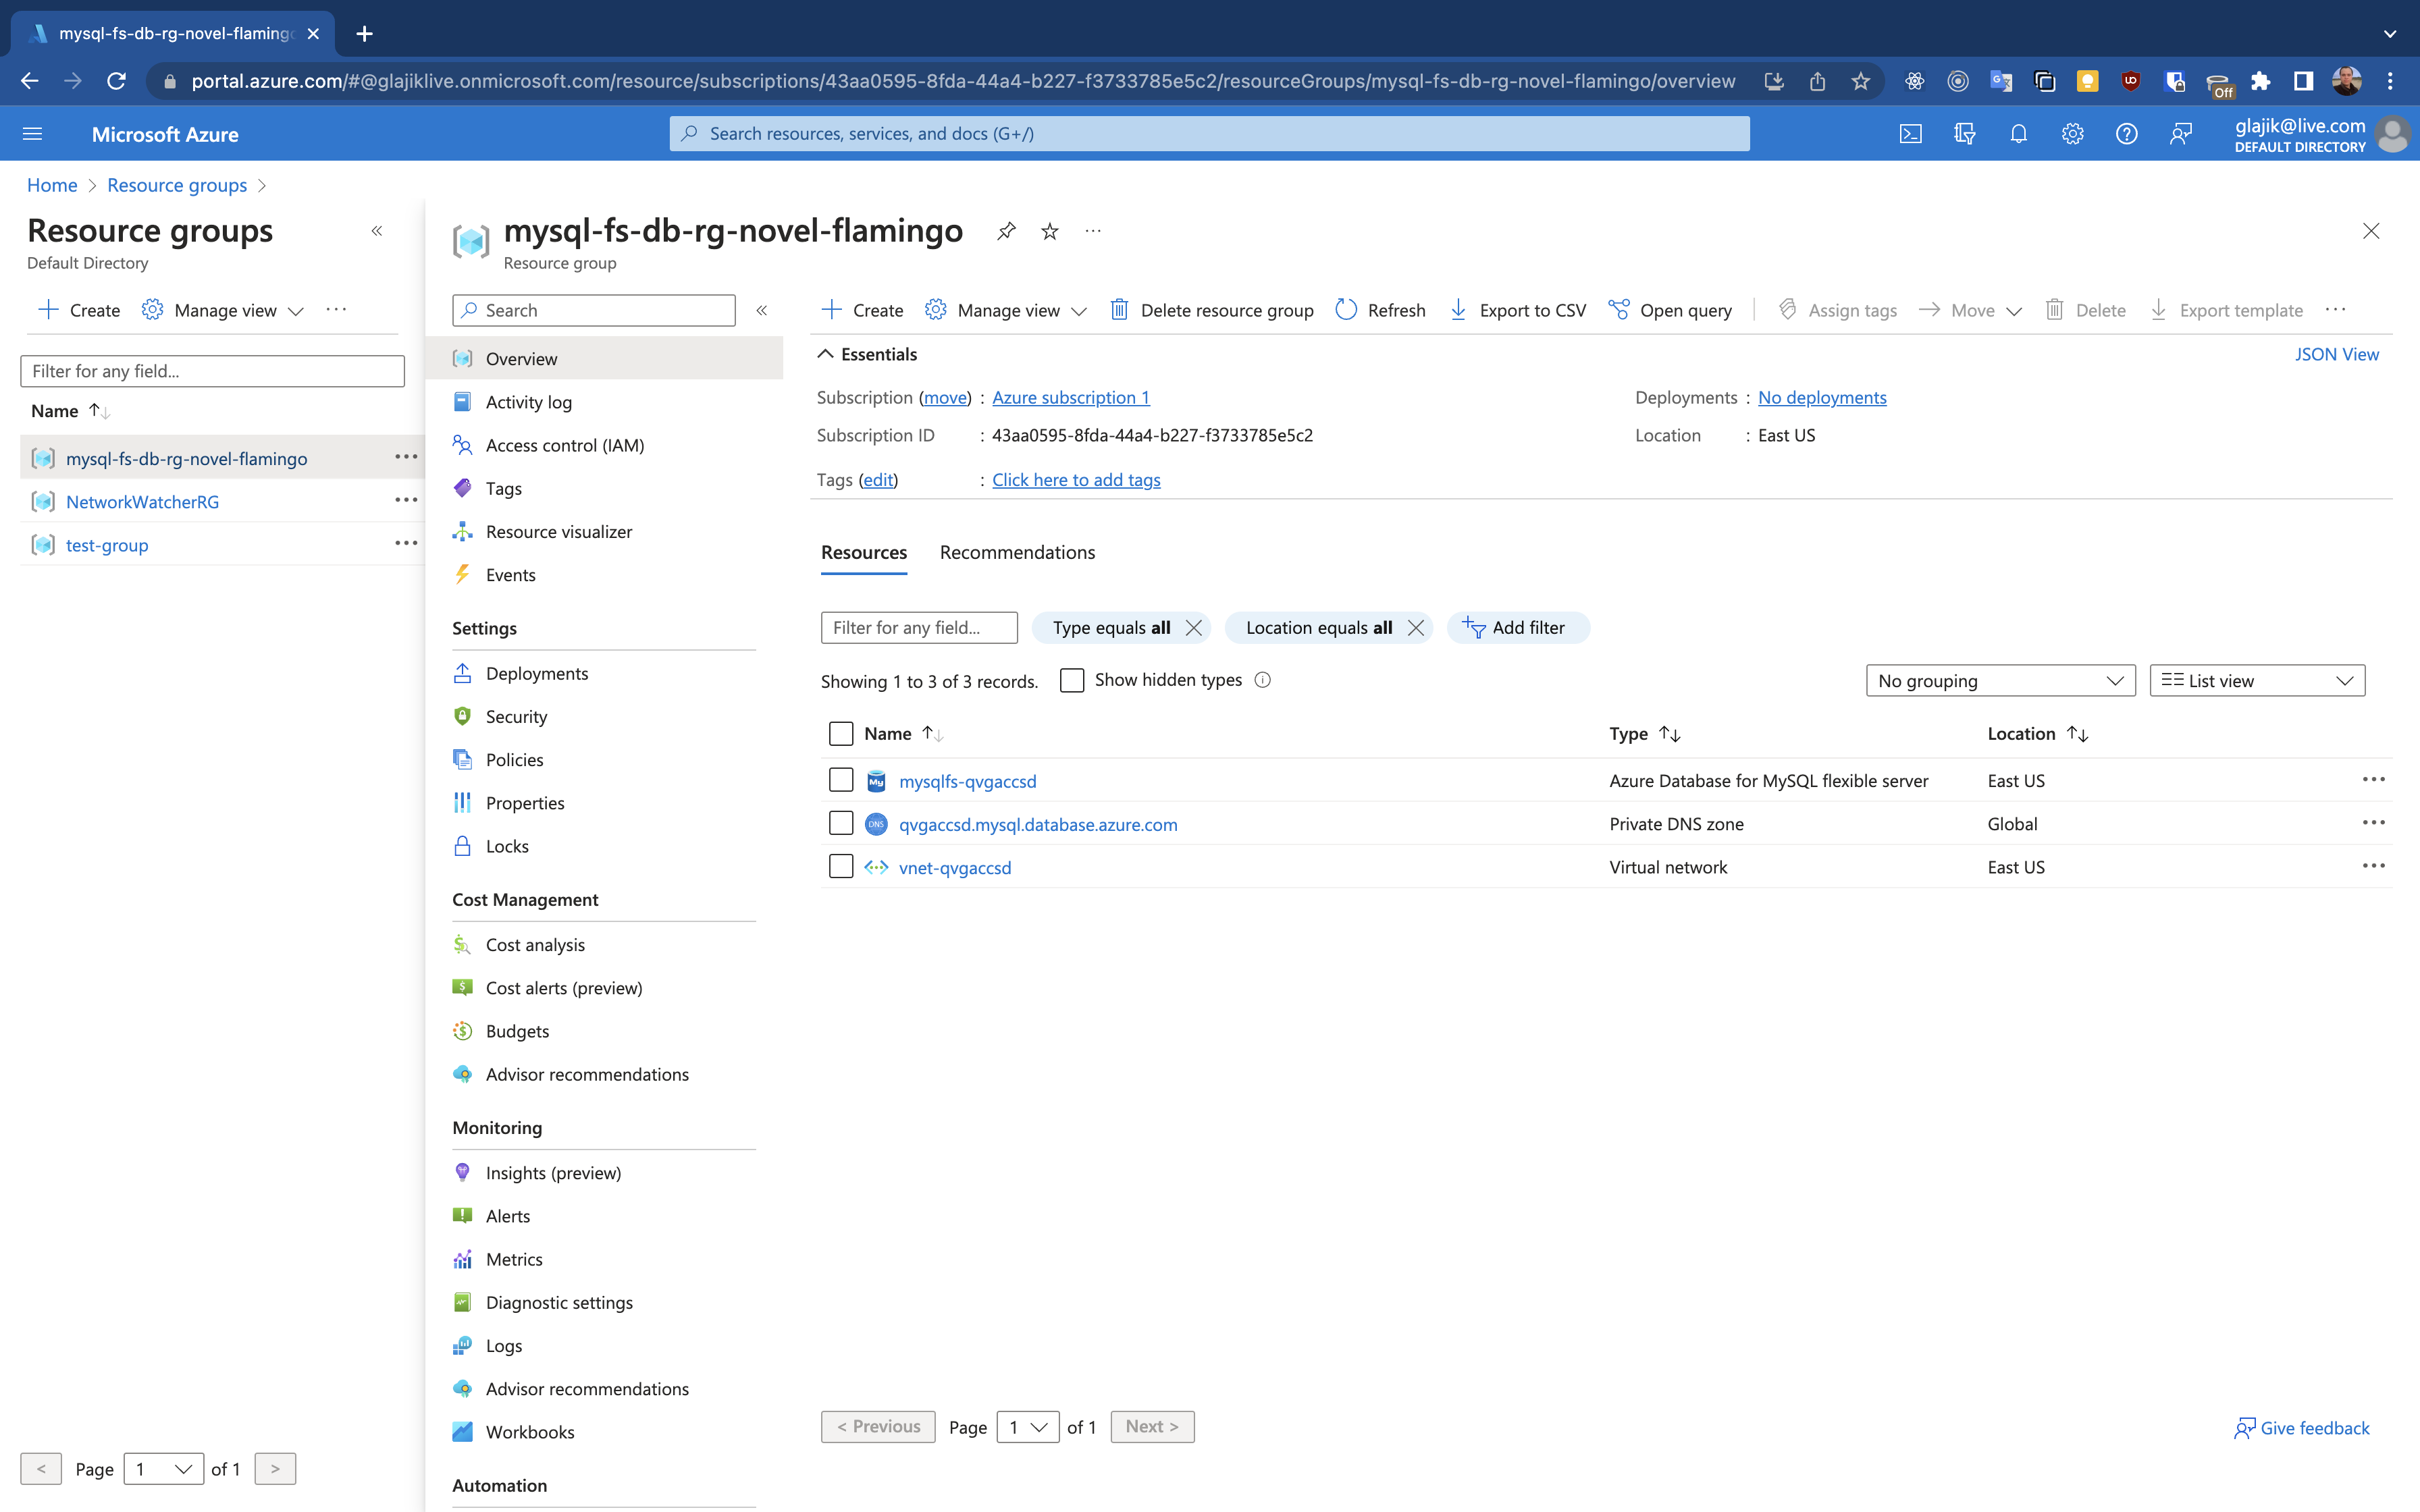 mysql-fs-db-rg-novel-flaming
portal.azure.com/#@glajiklive.onmicrosoft.com/resource/subscriptions/43aa0595-8fda-44a4-b227-f3733785e5c2/resourceGroups/mysql-fs-db-rg-novel-flamingo/overview
Off
Microsoft Azure
Search resources, services, and docs (G+/)
glajik@live.com
DEFAULT DIRECTORY
Home > Resource groups >
Resource groups
Default Directory
Create Manage view ...
Filter for any field...
Name
mysql-fs-db-rg-novel-flamingo
NetworkWatcherRG
test-group
< Page 1 of 1 >
mysql-fs-db-rg-novel-flamingo
Resource group
Search
Overview
Activity log
Access control (IAM)
Tags
Resource visualizer
Events
Settings
Deployments
Security
Policies
Properties
Locks
Cost Management
Cost analysis
Cost alerts (preview)
Budgets
Advisor recommendations
Monitoring
Insights (preview)
Alerts
Metrics
Diagnostic settings
Logs
Advisor recommendations
Workbooks
Automation
Create Manage view Delete resource group Refresh Export to CSV Open query Assign tags Move Delete Export template ...
Essentials
JSON View
Subscription (move) : Azure subscription 1
Deployments : No deployments
Subscription ID : 43aa0595-8fda-44a4-b227-f3733785e5c2
Location : East US
Tags (edit) : Click here to add tags
Resources Recommendations
Filter for any field... Type equals all Location equals all Add filter
Showing 1 to 3 of 3 records. Show hidden types
No grouping List view
Name Type Location
mysqlfs-qvgaccsd Azure Database for MySQL flexible server East US
qvgaccsd.mysql.database.azure.com Private DNS zone Global
vnet-qvgaccsd Virtual network East US
< Previous Page 1 of 1 Next >
Give feedback